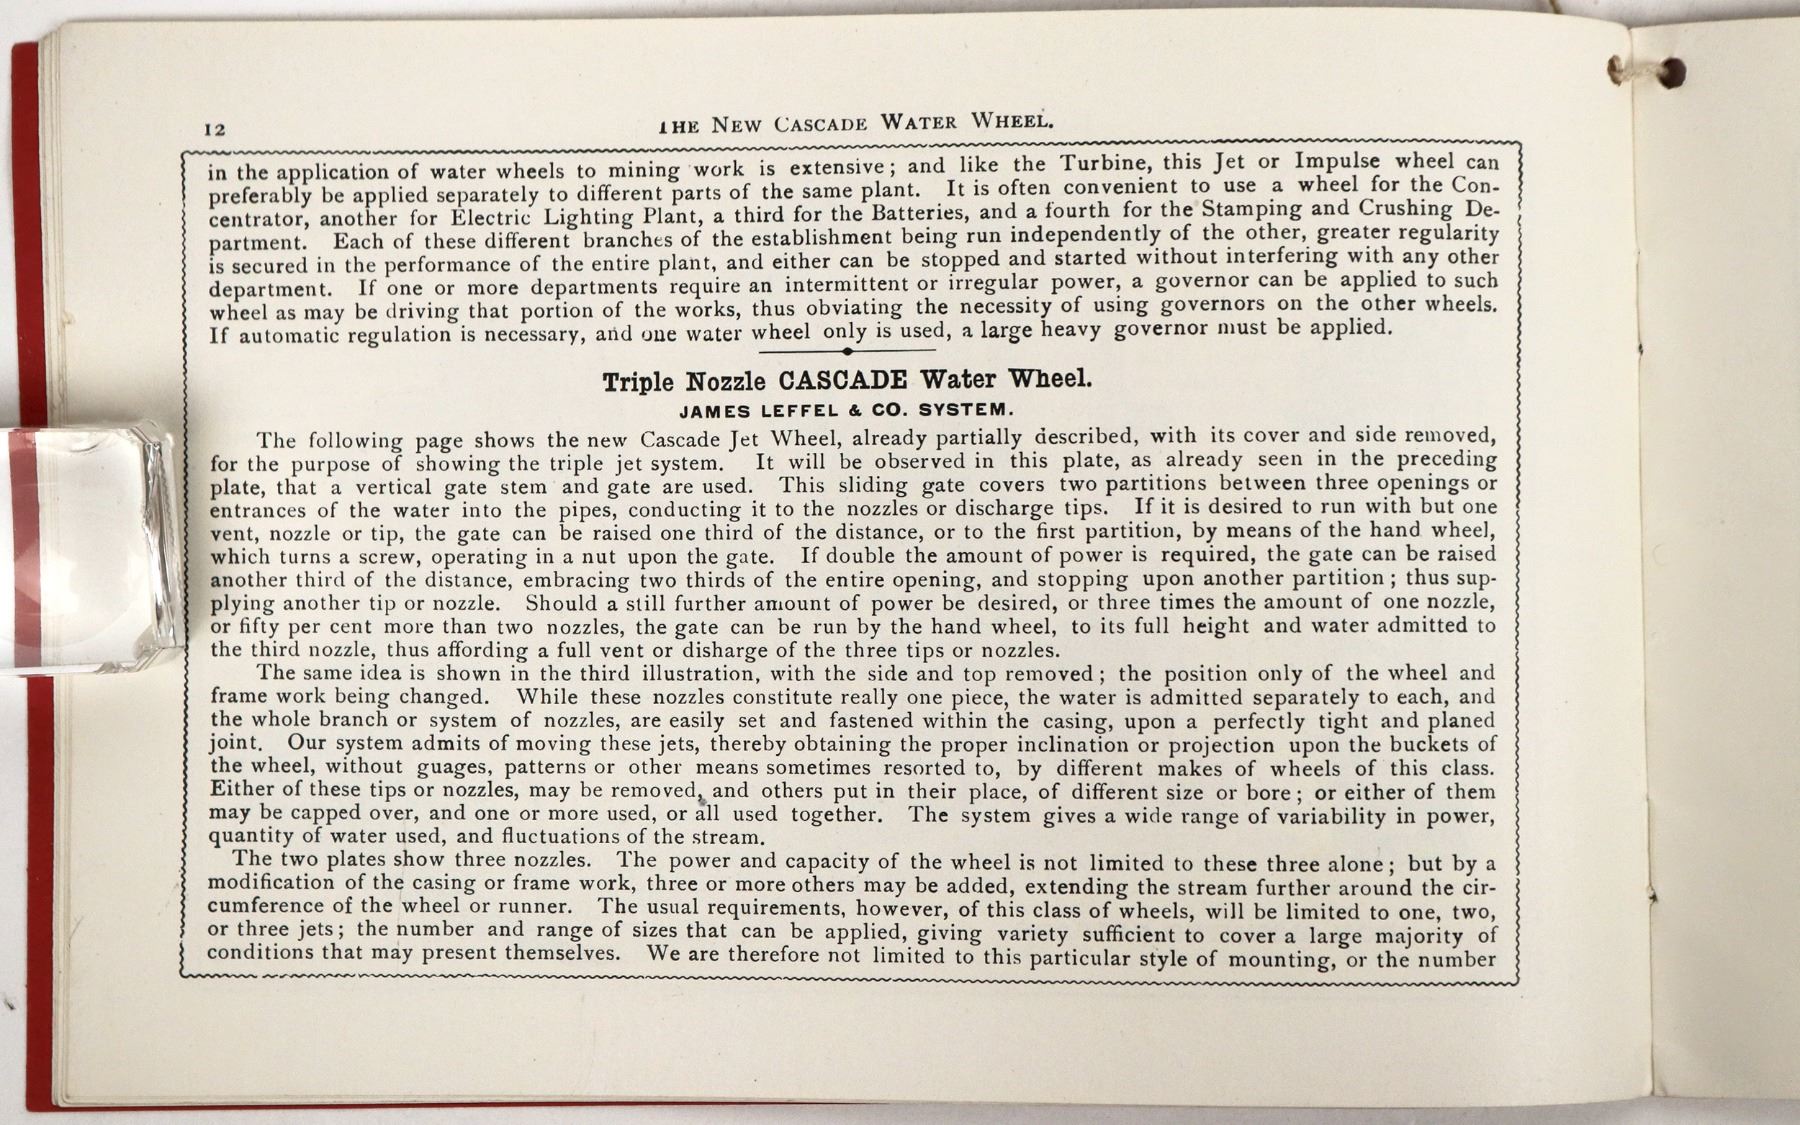 12
THE NEW CASCADE WATER WHEEL.
in the application of water wheels to mining work is extensive; and like the Turbine, this Jet or Impulse wheel can
preferably be applied separately to different parts of the same plant. It is often convenient to use a wheel for the Con-
centrator, another for Electric Lighting Plant, a third for the Batteries, and a fourth for the Stamping and Crushing De-
partment. Each of these different branches of the establishment being run independently of the other, greater regularity
is secured in the performance of the entire plant, and either can be stopped and started without interfering with any other
department. If one or more departments require an intermittent or irregular power, a governor can be applied to such
wheel as may be driving that portion of the works, thus obviating the necessity of using governors on the other wheels.
If automatic regulation is necessary, and one water wheel only is used, a large heavy governor must be applied.
Triple Nozzle CASCADE Water Wheel.
JAMES LEFFEL & CO. SYSTEM.
The following page shows the new Cascade Jet Wheel, already partially described, with its cover and side removed,
for the purpose of showing the triple jet system. It will be observed in this plate, as already seen in the preceding
plate, that a vertical gate stem and gate are used. This sliding gate covers two partitions between three openings or
entrances of the water into the pipes, conducting it to the nozzles or discharge tips. If it is desired to run with but one
vent, nozzle or tip, the gate can be raised one third of the distance, or to the first partition, by means of the hand wheel,
which turns a screw, operating in a nut upon the gate. If double the amount of power is required, the gate can be raised
another third of the distance, embracing two thirds of the entire opening, and stopping upon another partition; thus sup-
plying another tip or nozzle. Should a still further amount of power be desired, or three times the amount of one nozzle,
or fifty per cent more than two nozzles, the gate can be run by the hand wheel, to its full height and water admitted to
the third nozzle, thus affording a full vent or disharge of the three tips or nozzles.
The same idea is shown in the third illustration, with the side and top removed; the position only of the wheel and
frame work being changed. While these nozzles constitute really one piece, the water is admitted separately to each, and
the whole branch or system of nozzles, are easily set and fastened within the casing, upon a perfectly tight and planed
joint. Our system admits of moving these jets, thereby obtaining the proper inclination or projection upon the buckets of
the wheel, without guages, patterns or other means sometimes resorted to, by different makes of wheels of this class.
Either of these tips or nozzles, may be removed, and others put in their place, of different size or bore; or either of them
may be capped over, and one or more used, or all used together. The system gives a wide range of variability in power,
quantity of water used, and fluctuations of the stream.
The two plates show three nozzles. The power and capacity of the wheel is not limited to these three alone; but by a
modification of the casing or frame work, three or more others may be added, extending the stream further around the cir-
cumference of the wheel or runner. The usual requirements, however, of this class of wheels, will be limited to one, two,
or three jets; the number and range of sizes that can be applied, giving variety sufficient to cover a large majority of
conditions that may present themselves. We are therefore not limited to this particular style of mounting, or the number